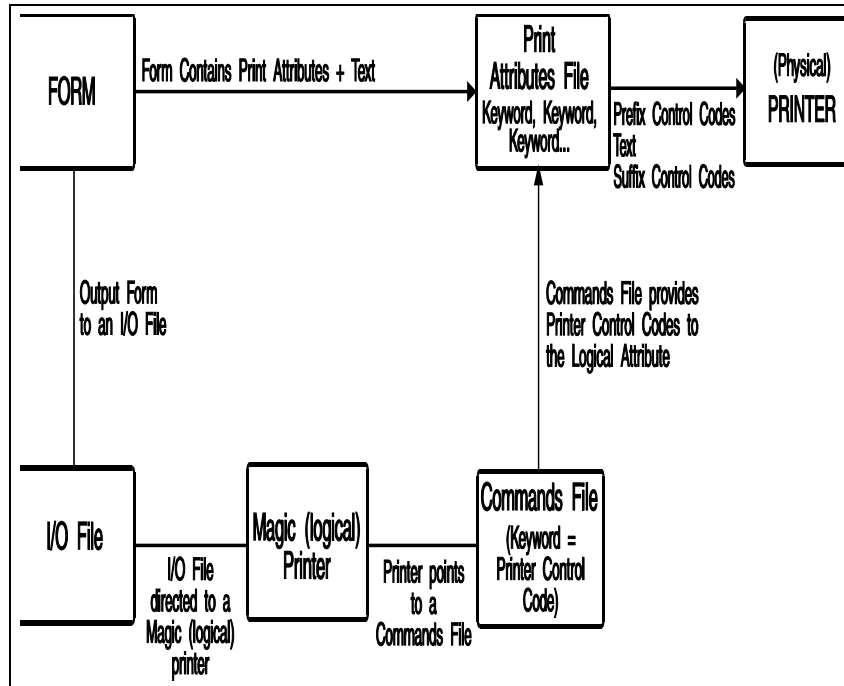 FORM
Form Contains Print Attributes + Text
Print
Attributes File
Keyword, Keyword,
Keyword...
Prefix Control Codes
Text
Suffix Control Codes
(Physical)
PRINTER
Output Form
to an I/O File
Commands File provides
Printer Control Codes to
the Logical Attribute
I/O File
I/O File
directed to a
Magic (logical)
printer
Magic (logical)
Printer
Printer points
to a
Commands File
Commands File
(Keyword =
Printer Control
Code)